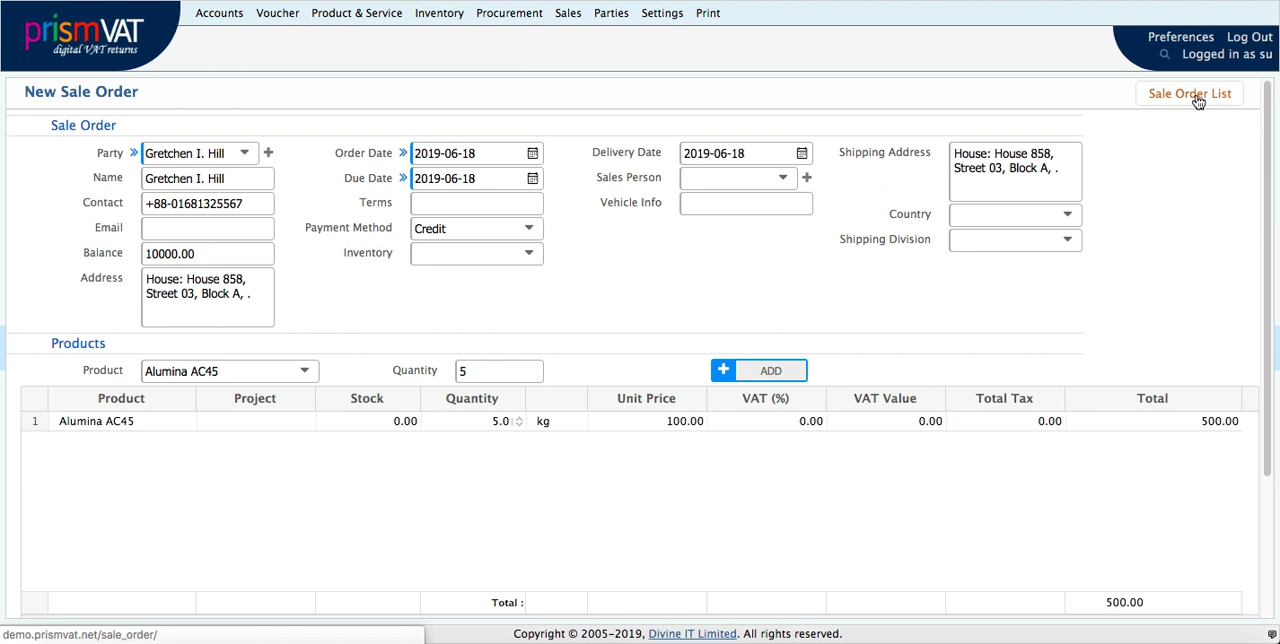 Accounts Voucher Product & Service Inventory Procurement Sales Parties Settings Print
prismVAT
digital VAT returns
Preferences Log Out
Logged in as su
New Sale Order
Sale Order List
Sale Order
Party » Gretchen I. Hill
Order Date » 2019-06-18
Delivery Date 2019-06-18
Shipping Address House: House 858,
Street 03, Block A, .
Name Gretchen I. Hill
Due Date » 2019-06-18
Sales Person
Contact +88-01681325567
Terms
Vehicle Info
Country
Email
Payment Method Credit
Shipping Division
Balance 10000.00
Inventory
Address House: House 858,
Street 03, Block A, .
Products
Product Alumina AC45 Quantity 5 + ADD
Product Project Stock Quantity Unit Price VAT (%) VAT Value Total Tax Total
1 Alumina AC45 0.00 5.0 kg 100.00 0.00 0.00 0.00 500.00
Total : 500.00
demo.prismvat.net/sale_order/
Copyright © 2005-2019, Divine IT Limited. All rights reserved.